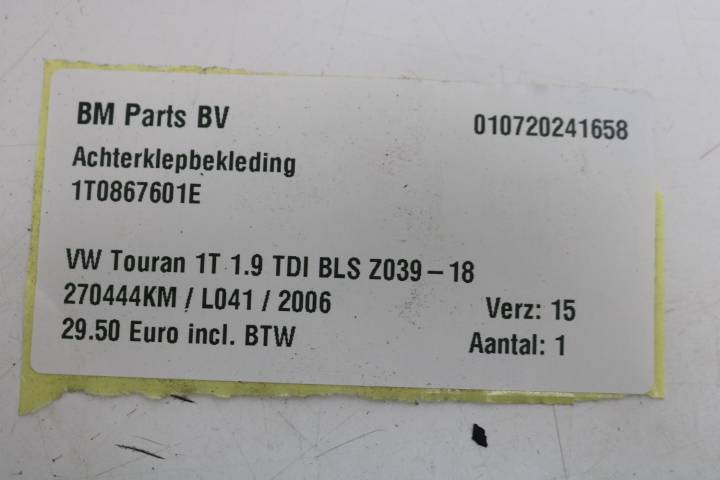 BM Parts BV 010720241658
Achterklepbekleding
1T0867601E
VW Touran 1T 1.9 TDI BLS Z039-18
270444KM / L041 / 2006 Verz: 15
29.50 Euro incl. BTW Aantal: 1